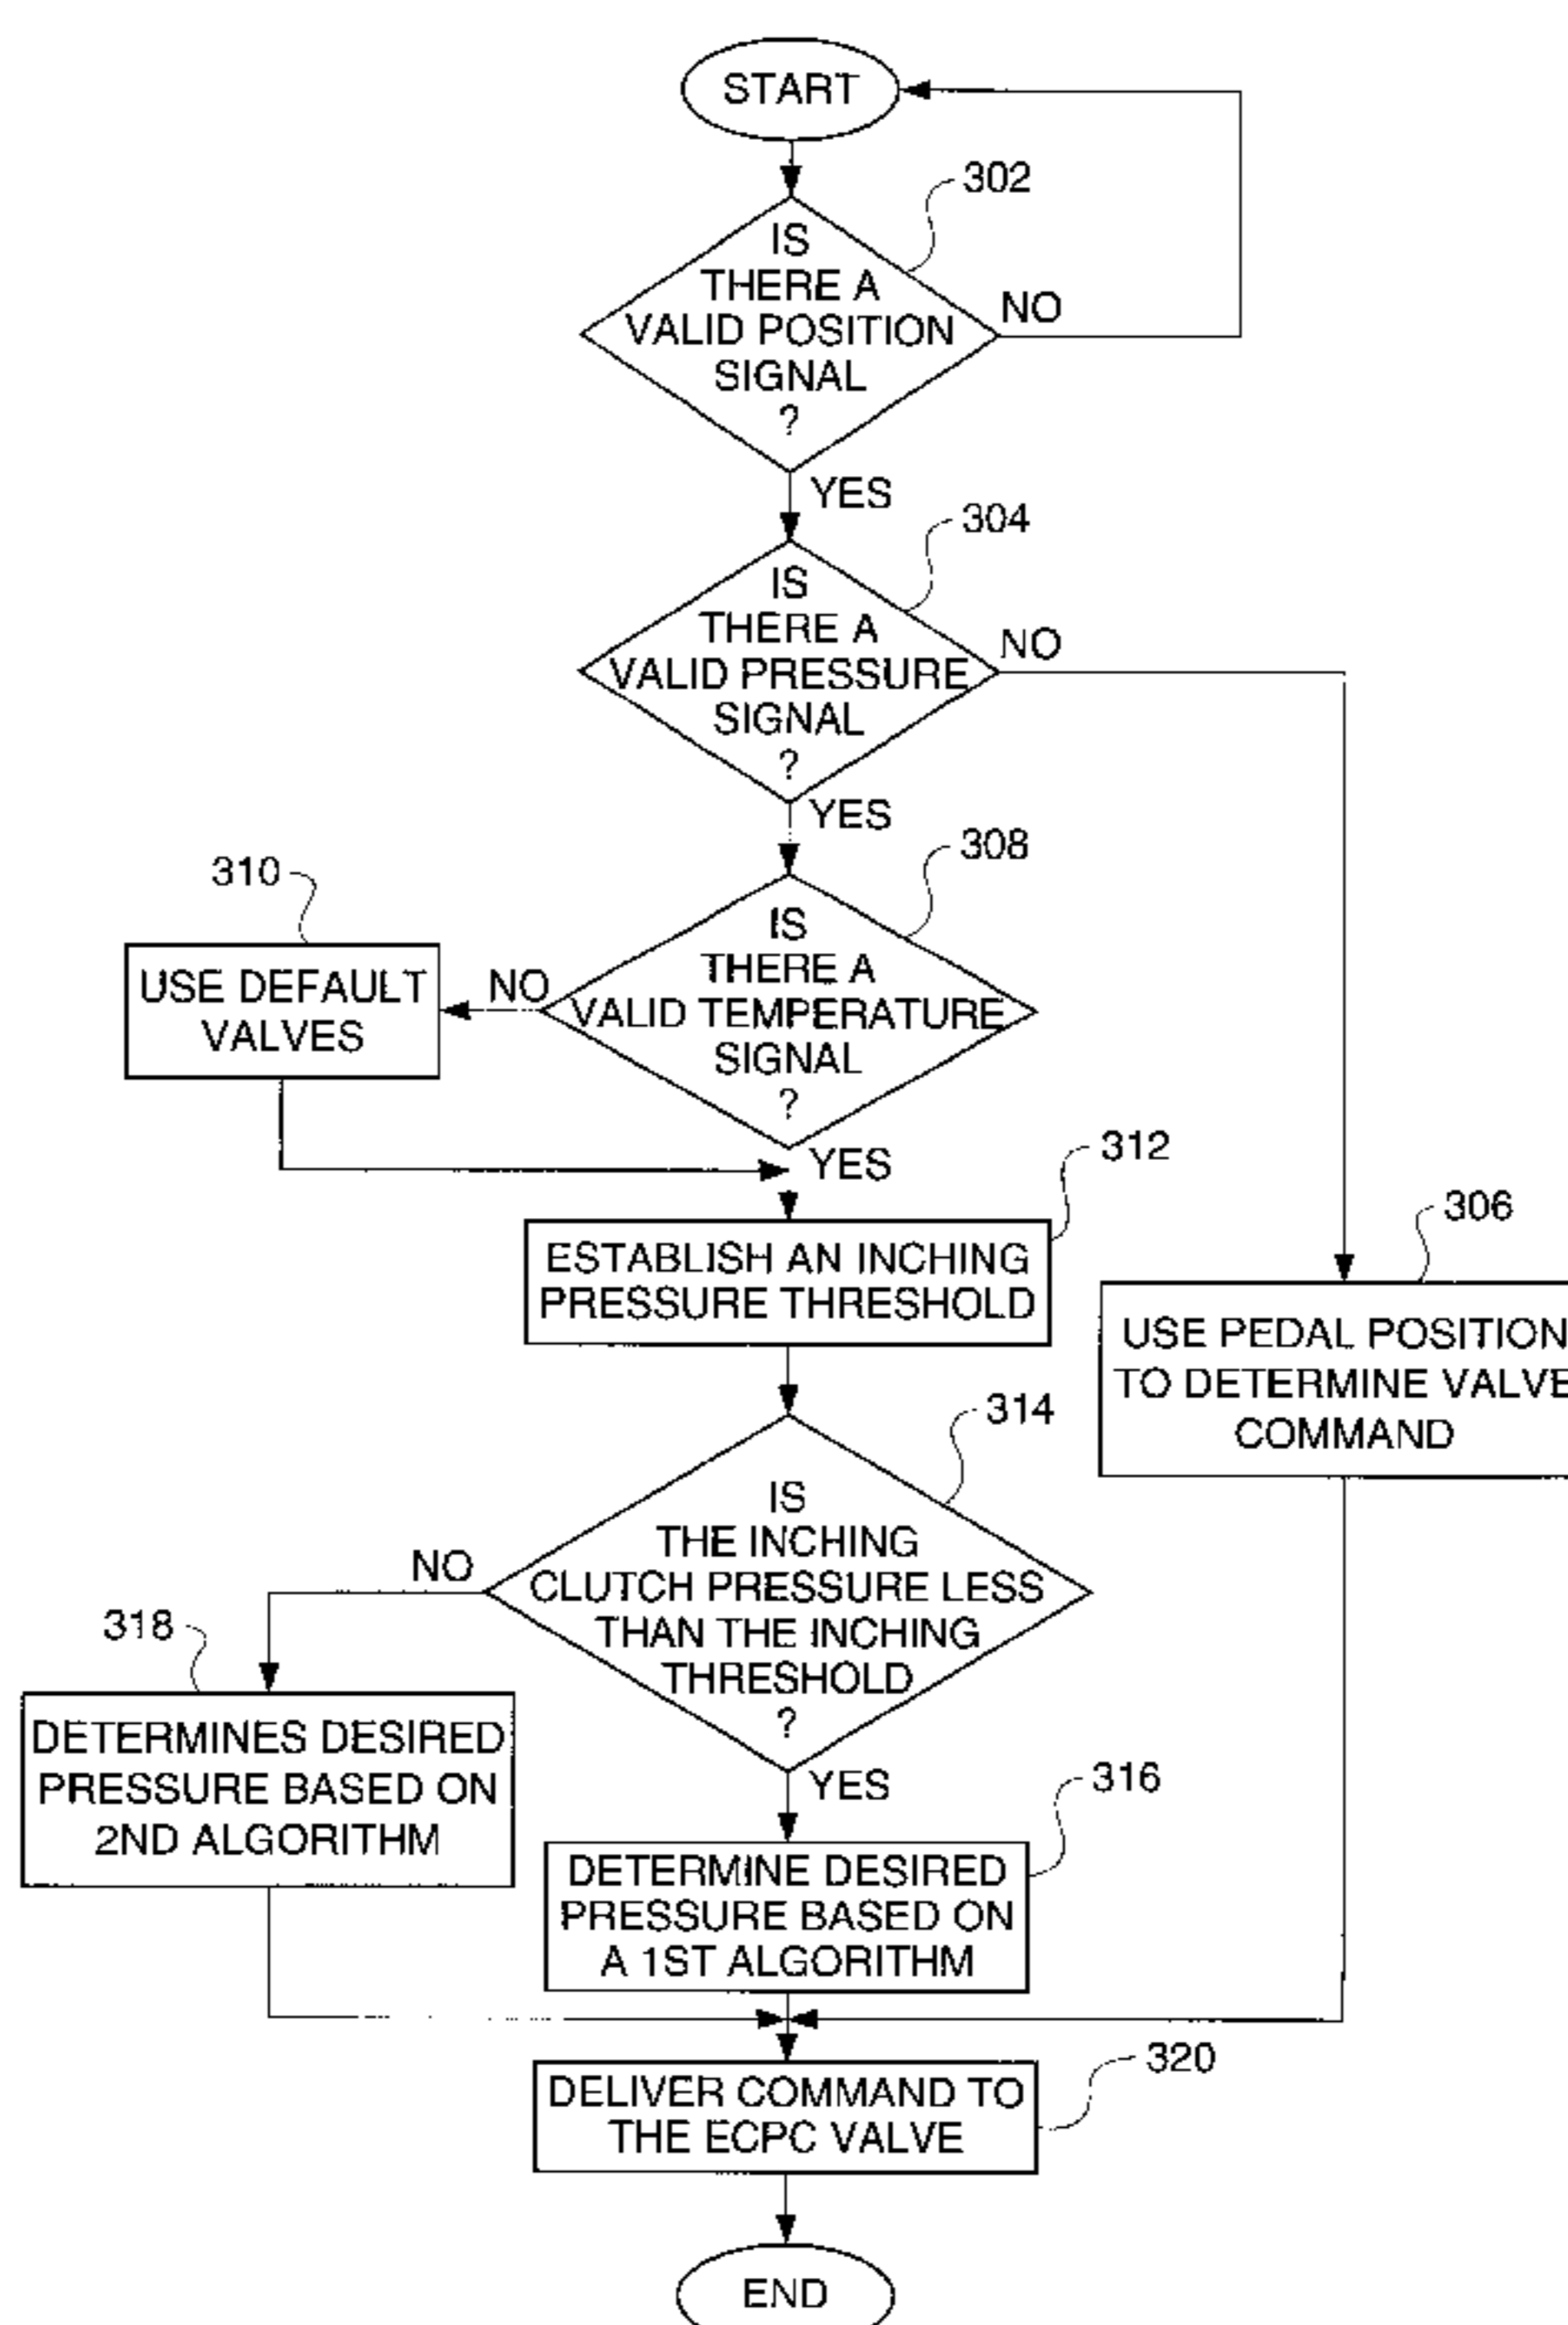 START
302
IS
THERE A
VALID POSITION
SIGNAL
?
NO
YES
304
IS
THERE A
VALID PRESSURE
SIGNAL
?
NO
YES
308
310
IS
THERE A
VALID TEMPERATURE
SIGNAL
?
NO
USE DEFAULT
VALVES
YES
312
ESTABLISH AN INCHING
PRESSURE THRESHOLD
306
USE PEDAL POSITION
TO DETERMINE VALVE
COMMAND
314
IS
THE INCHING
CLUTCH PRESSURE LESS
THAN THE INCHING
THRESHOLD
?
NO
318
DETERMINES DESIRED
PRESSURE BASED ON
2ND ALGORITHM
YES
316
DETERMINE DESIRED
PRESSURE BASED ON
A 1ST ALGORITHM
320
DELIVER COMMAND TO
THE ECPC VALVE
END